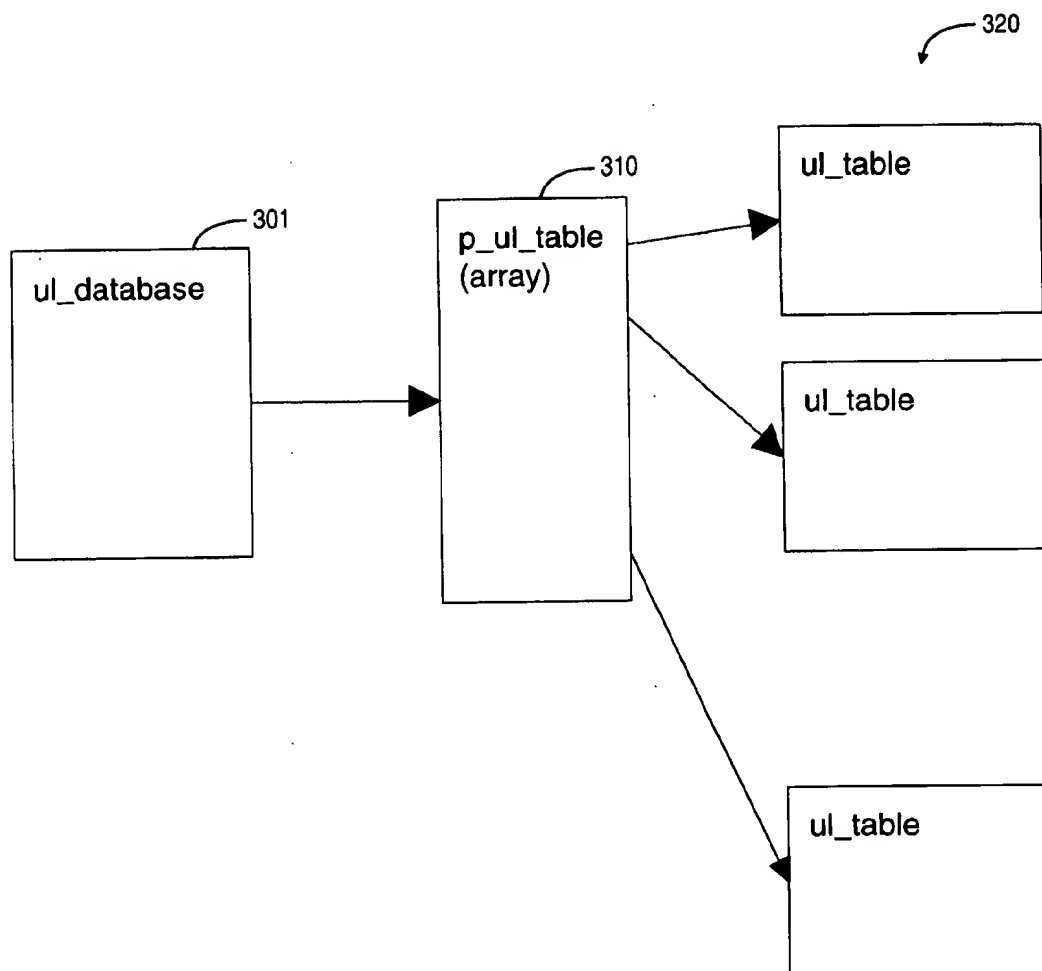 320
ul_table
310
p_ul_table
(array)
301
ul_database
ul_table
ul_table